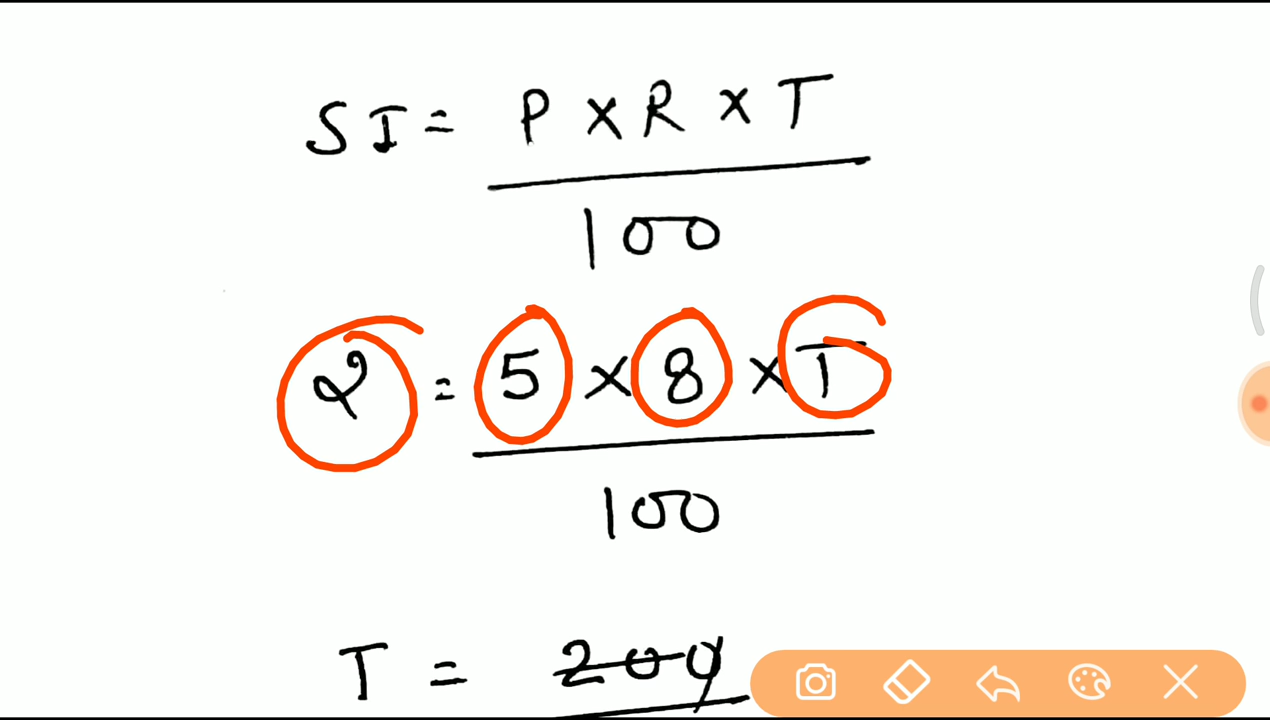 SI = P x R x T
100
2 = 5 x 8 x T
100
T = 200